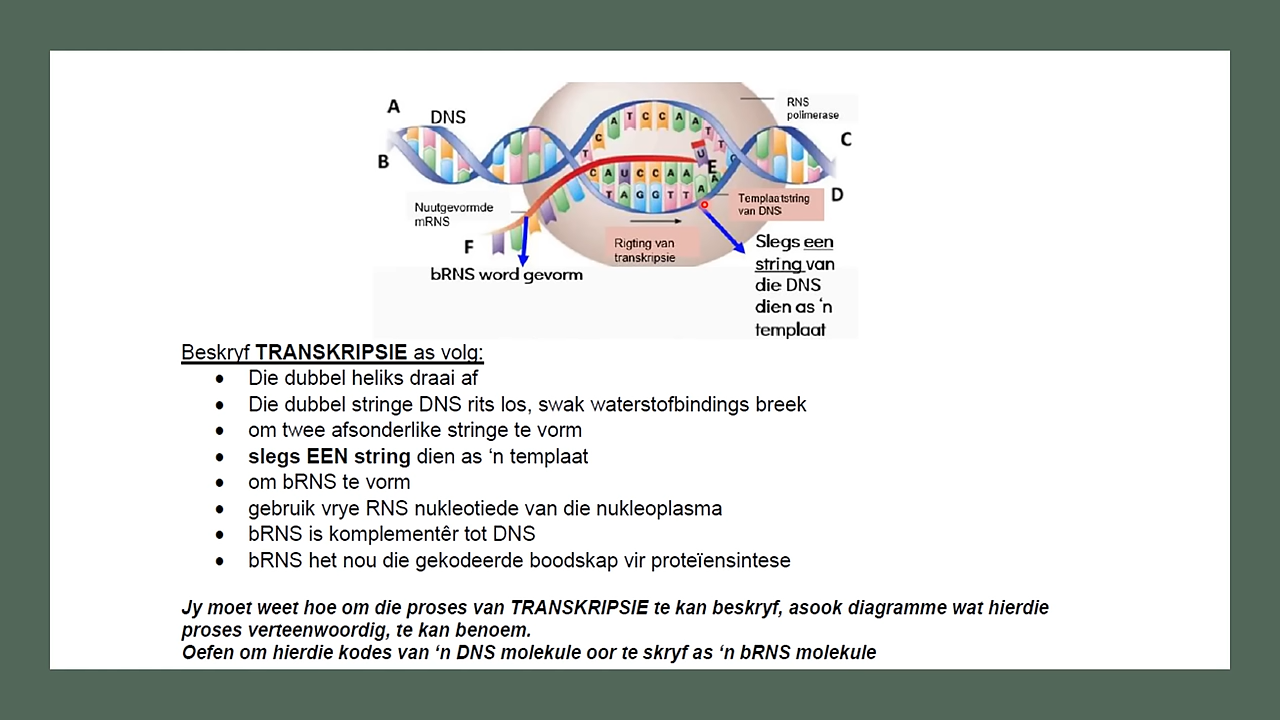 A
DNS
B
RNS
polimerase
C
D
A T C C A A
C
T
T
T
G
U
E
C A U C C A A
A
T A G G T T A
Nuutgevormde
mRNS
F
Templaatstring
van DNS
Rigting van
transkripsie
bRNS word gevorm
Slegs een
string van
die DNS
dien as ‘n
templaat
Beskryf TRANSKRIPSIE as volg:
• Die dubbel heliks draai af
• Die dubbel stringe DNS rits los, swak waterstofbindings breek
• om twee afsonderlike stringe te vorm
• slegs EEN string dien as ‘n templaat
• om bRNS te vorm
• gebruik vrye RNS nukleotiede van die nukleoplasma
• bRNS is komplementêr tot DNS
• bRNS het nou die gekodeerde boodskap vir proteïensintese
Jy moet weet hoe om die proses van TRANSKRIPSIE te kan beskryf, asook diagramme wat hierdie
proses verteenwoordig, te kan benoem.
Oefen om hierdie kodes van ‘n DNS molekule oor te skryf as ‘n bRNS molekule